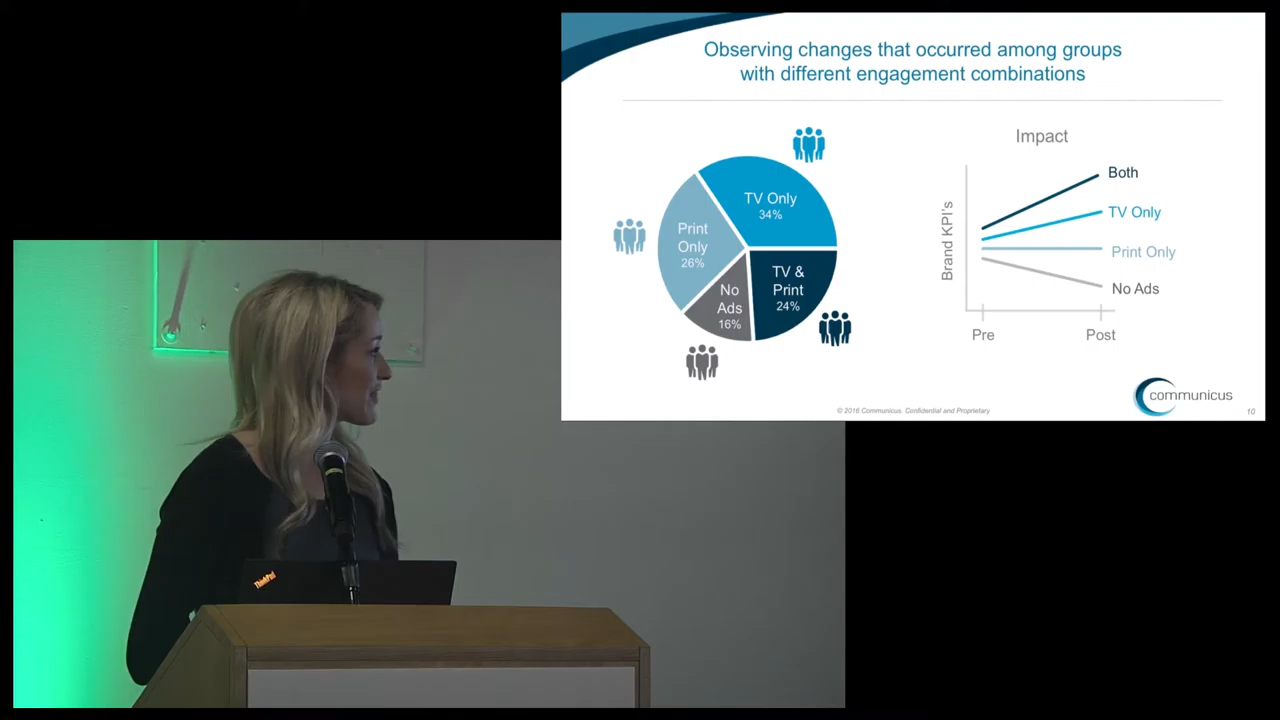 Observing changes that occurred among groups
with different engagement combinations
TV Only
34%
Print
Only
26%
No
Ads
16%
TV &
Print
24%
Impact
Brand KPI's
Both
TV Only
Print Only
No Ads
Pre
Post
© 2016 Communicus. Confidential and Proprietary
communicus
10
ThinkPad